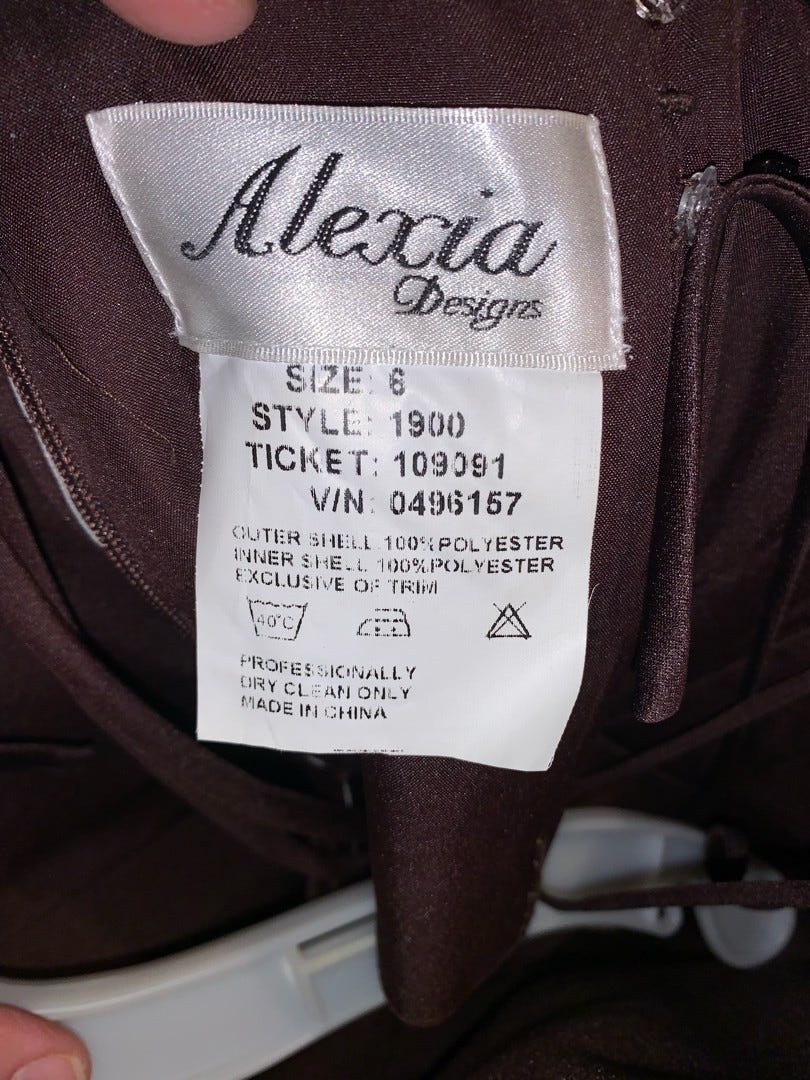 Alexia
Designs
SIZE: 6
STYLE: 1900
TICKET: 109091
V/N: 0496157
OUTER SHELL 100% POLYESTER
INNER SHELL 100% POLYESTER
EXCLUSIVE OF TRIM
40°C
PROFESSIONALLY
DRY CLEAN ONLY
MADE IN CHINA